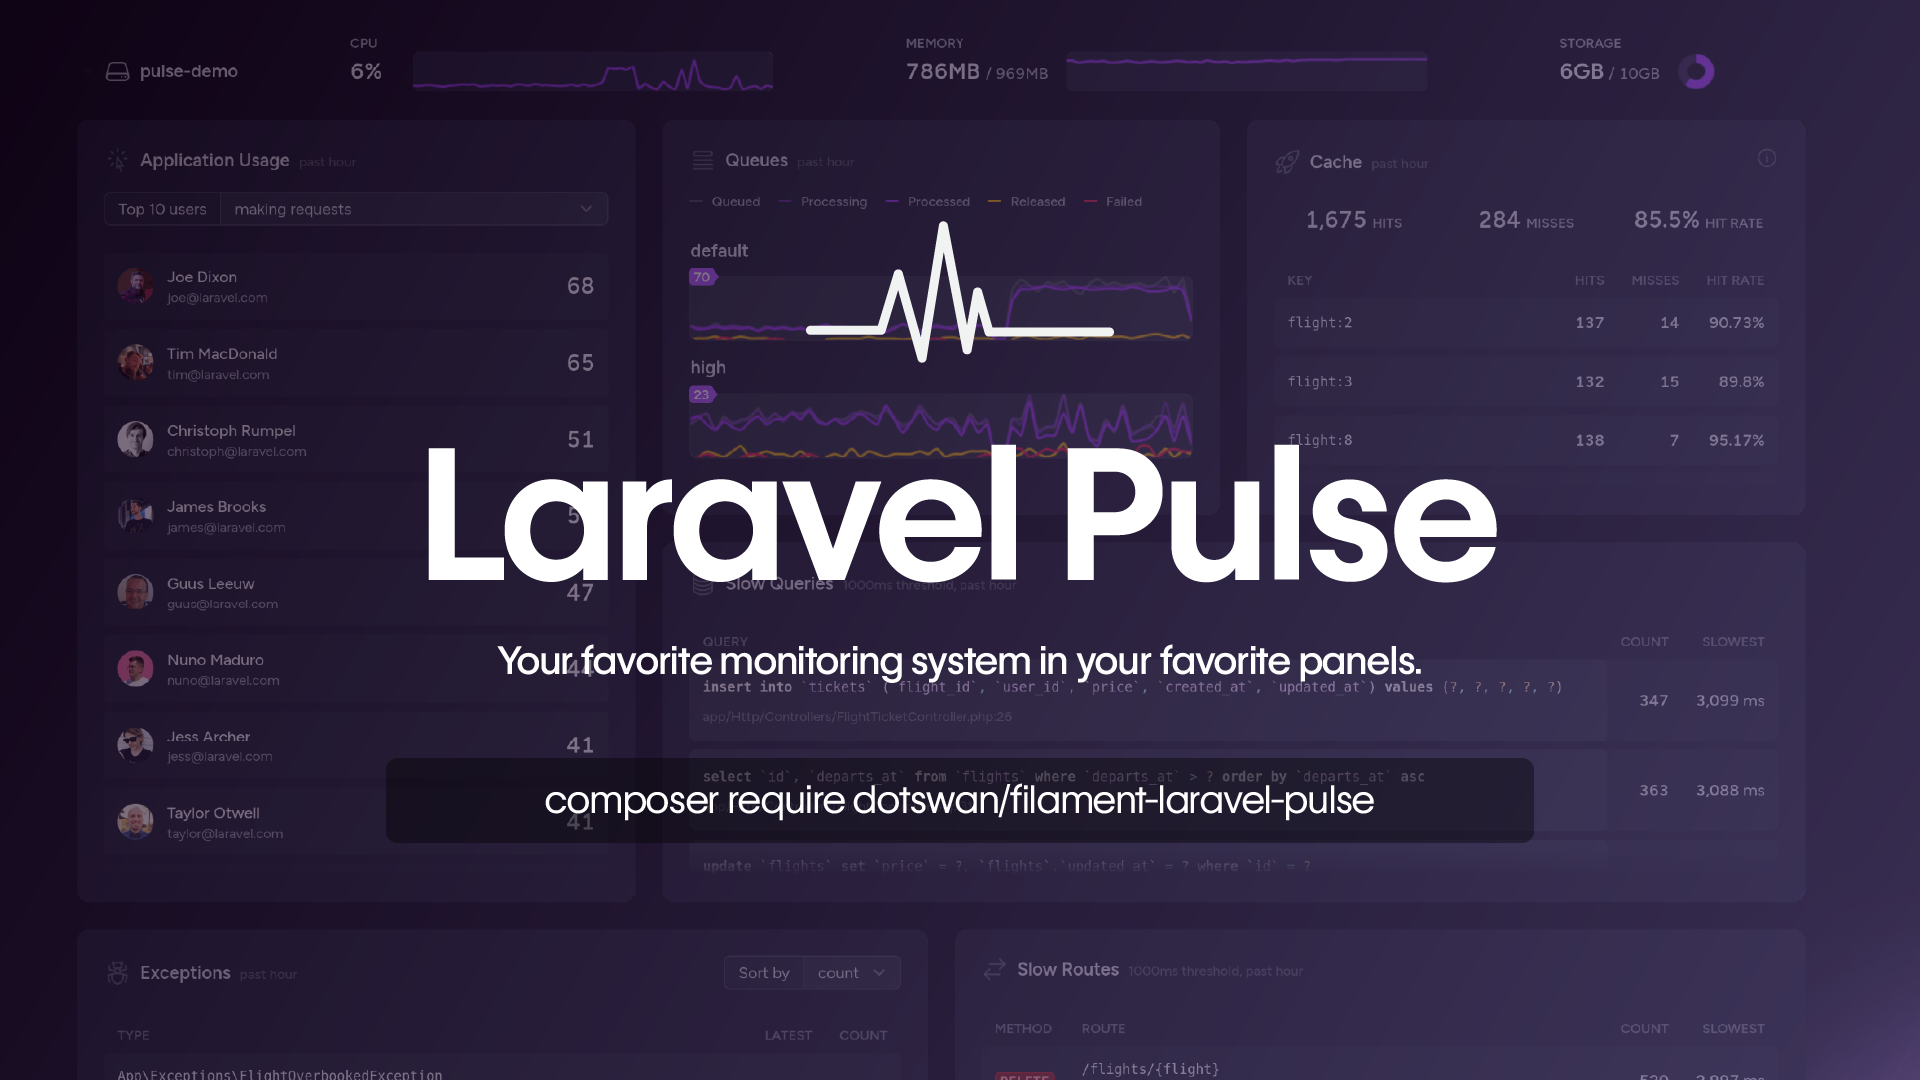 pulse-demo
CPU
6%
MEMORY
786MB / 969MB
STORAGE
6GB / 10GB
Application Usage past hour
Top 10 users making requests
Joe Dixon
joe@laravel.com
68
Tim MacDonald
tim@laravel.com
65
Christoph Rumpel
christoph@laravel.com
51
James Brooks
james@laravel.com
Guus Leeuw
guus@laravel.com
47
Nuno Maduro
nuno@laravel.com
44
Jess Archer
jess@laravel.com
41
Taylor Otwell
taylor@laravel.com
41
Queues past hour
Queued Processing Processed Released Failed
default
70
high
23
Cache past hour
1,675 HITS 284 MISSES 85.5% HIT RATE
KEY HITS MISSES HIT RATE
flight:2 137 14 90.73%
flight:3 132 15 89.8%
flight:8 138 7 95.17%
Laravel Pulse
Your favorite monitoring system in your favorite panels.
composer require dotswan/filament-laravel-pulse
Slow Queries 1000ms threshold, past hour
QUERY COUNT SLOWEST
insert into `tickets` (`flight_id`, `user_id`, `price`, `created_at`, `updated_at`) values (?, ?, ?, ?, ?)
app/Http/Controllers/FlightTicketController.php:26
347 3,099 ms
select `id`, `departs_at` from `flights` where `departs_at` > ? order by `departs_at` asc
363 3,088 ms
update `flights` set `price` = ?, `flights`.`updated_at` = ? where `id` = ?
Exceptions past hour
Sort by count
TYPE LATEST COUNT
App\Exceptions\FlightOverbookedException
Slow Routes 1000ms threshold, past hour
METHOD ROUTE COUNT SLOWEST
DELETE /flights/{flight}